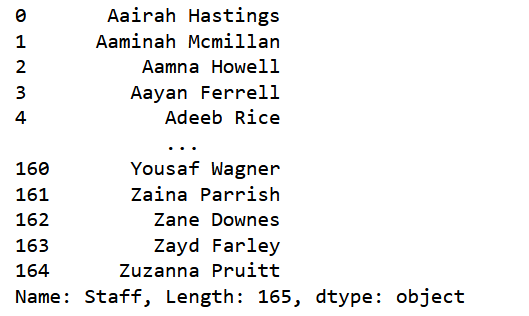 0 Aairah Hastings
1 Aaminah Mcmillan
2 Aamna Howell
3 Aayan Ferrell
4 Adeeb Rice
...
160 Yousaf Wagner
161 Zaina Parrish
162 Zane Downes
163 Zayd Farley
164 Zuzanna Pruitt
Name: Staff, Length: 165, dtype: object